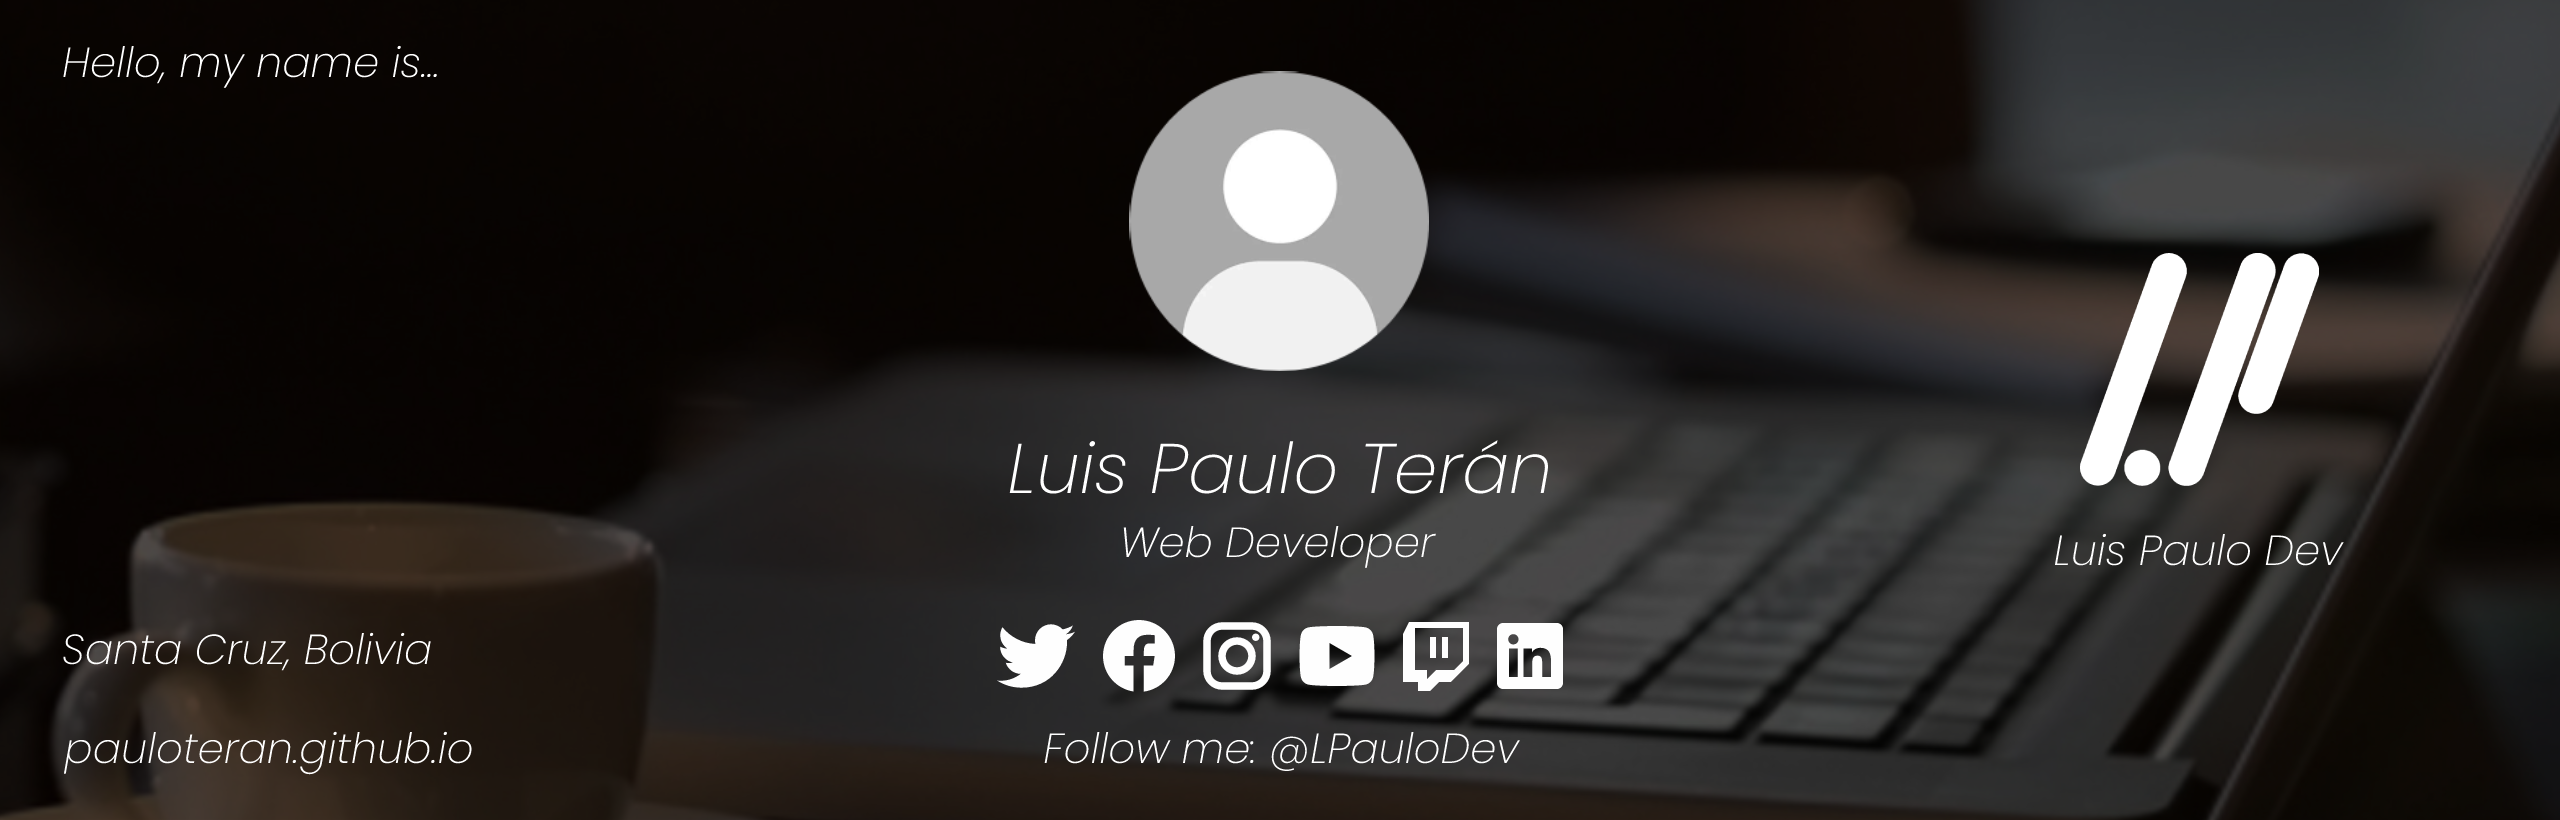 Hello, my name is...
Luis Paulo Terán
Web Developer
Follow me: @LPauloDev
Santa Cruz, Bolivia
pauloteran.github.io
Luis Paulo Dev